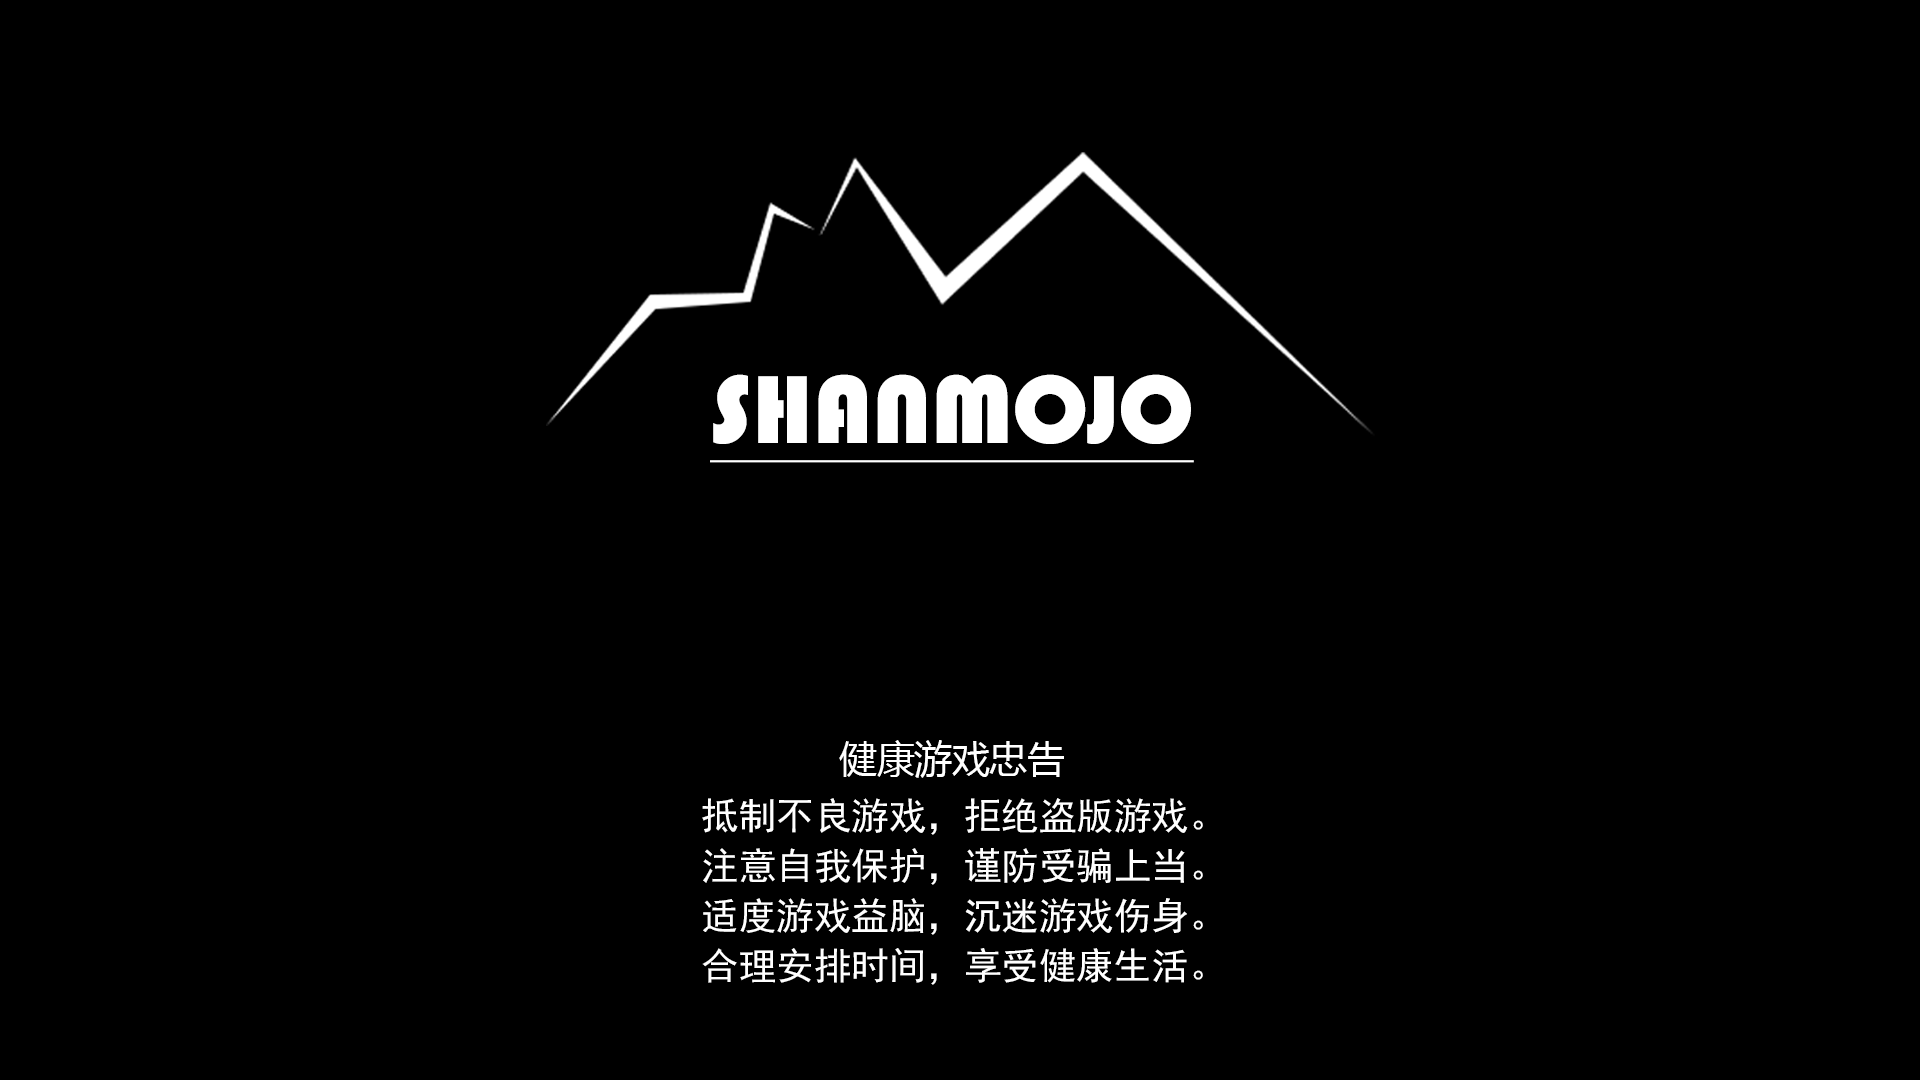 SHANMOJO
健康游戏忠告
抵制不良游戏，拒绝盗版游戏。
注意自我保护，谨防受骗上当。
适度游戏益脑，沉迷游戏伤身。
合理安排时间，享受健康生活。